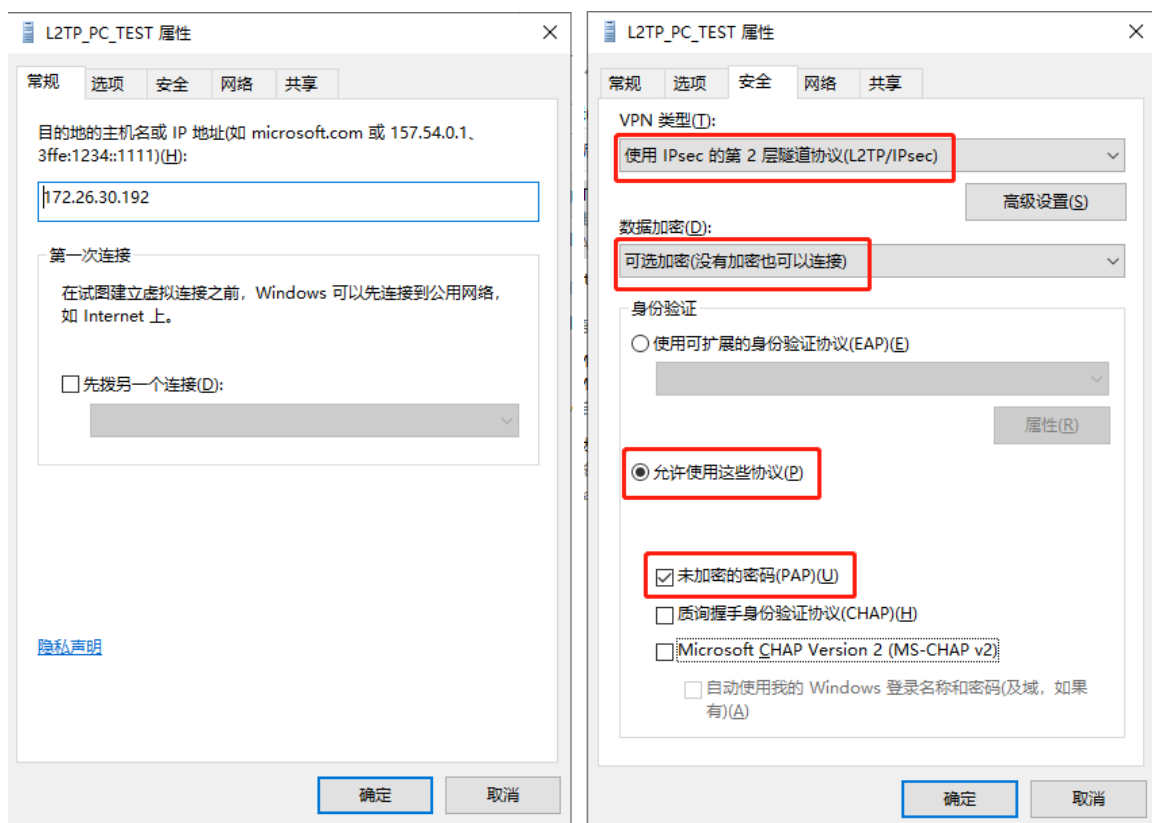 L2TP_PC_TEST 属性
常规
选项
安全
网络
共享
目的地的主机名或 IP 地址(如 microsoft.com 或 157.54.0.1、
3ffe:1234::1111)(H):
172.26.30.192
第一次连接
在试图建立虚拟连接之前，Windows 可以先连接到公用网络，
如 Internet 上。
先拨另一个连接(D):
隐私声明
确定
取消
L2TP_PC_TEST 属性
常规
选项
安全
网络
共享
VPN 类型(T):
使用 IPsec 的第 2 层隧道协议(L2TP/IPsec)
高级设置(S)
数据加密(D):
可选加密(没有加密也可以连接)
身份验证
使用可扩展的身份验证协议(EAP)(E)
属性(R)
允许使用这些协议(P)
未加密的密码(PAP)(U)
质询握手身份验证协议(CHAP)(H)
Microsoft CHAP Version 2 (MS-CHAP v2)
自动使用我的 Windows 登录名称和密码(及域，如果
有)(A)
确定
取消